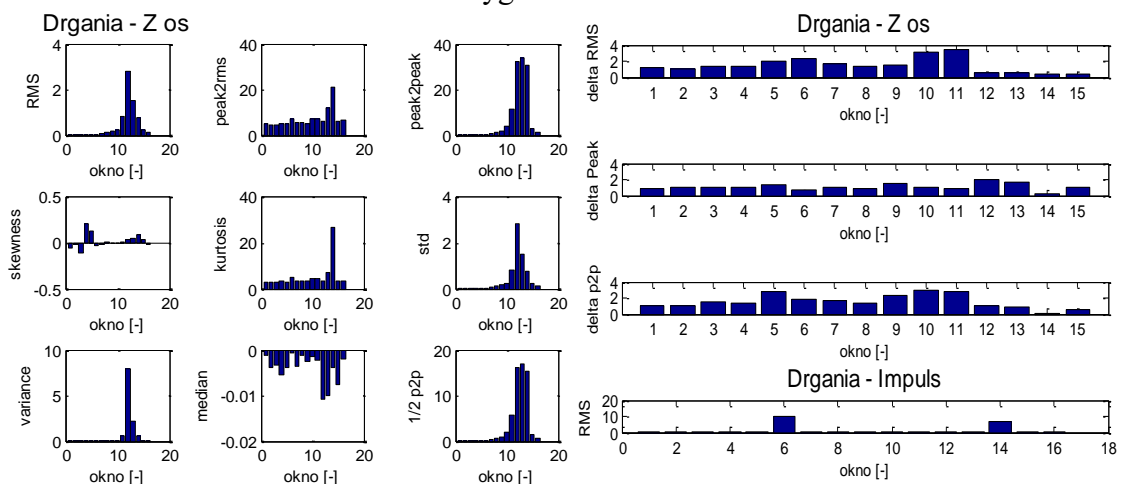 Drgania - Z os
4
2
0
RMS
0 10 20
okno [-]
40
20
0
peak2rms
0 10 20
okno [-]
40
20
0
peak2peak
0 10 20
okno [-]
0.5
0
-0.5
skewness
0 10 20
okno [-]
40
20
0
kurtosis
0 10 20
okno [-]
4
2
0
std
0 10 20
okno [-]
10
5
0
variance
0 10 20
okno [-]
0
-0.01
-0.02
median
0 10 20
okno [-]
20
10
0
1/2 p2p
0 10 20
okno [-]
Drgania - Z os
4
2
0
delta RMS
1 2 3 4 5 6 7 8 9 10 11 12 13 14 15
okno [-]
4
2
0
delta Peak
1 2 3 4 5 6 7 8 9 10 11 12 13 14 15
okno [-]
4
2
0
delta p2p
1 2 3 4 5 6 7 8 9 10 11 12 13 14 15
okno [-]
Drgania - Impuls
20
10
0
RMS
0 2 4 6 8 10 12 14 16 18
okno [-]